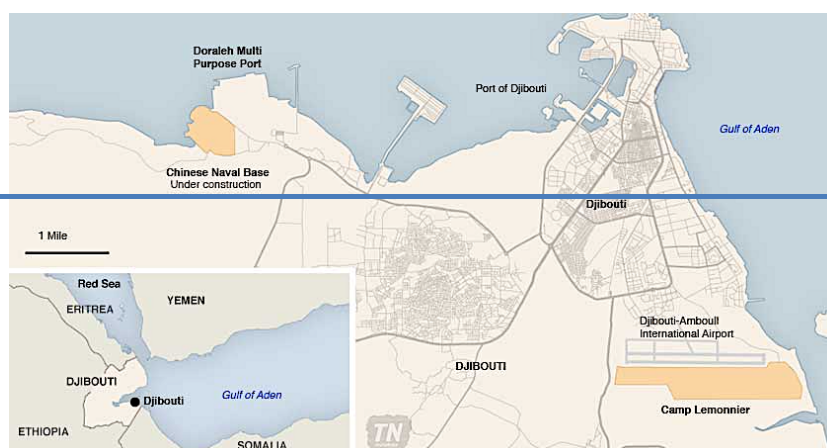 Doraleh Multi
Purpose Port
Port of Djibouti
Gulf of Aden
Chinese Naval Base
Under construction
Djibouti
1 Mile
Red Sea
ERITREA
YEMEN
DJIBOUTI
Djibouti
Gulf of Aden
ETHIOPIA
SOMALIA
Djibouti-Amboull
International Airport
DJIBOUTI
Camp Lemonnier
TN